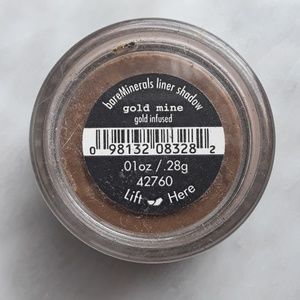 bareMinerals liner shadow
gold mine
gold infused
0 98132 08328 2
.01oz / .28g
42760
Lift Here